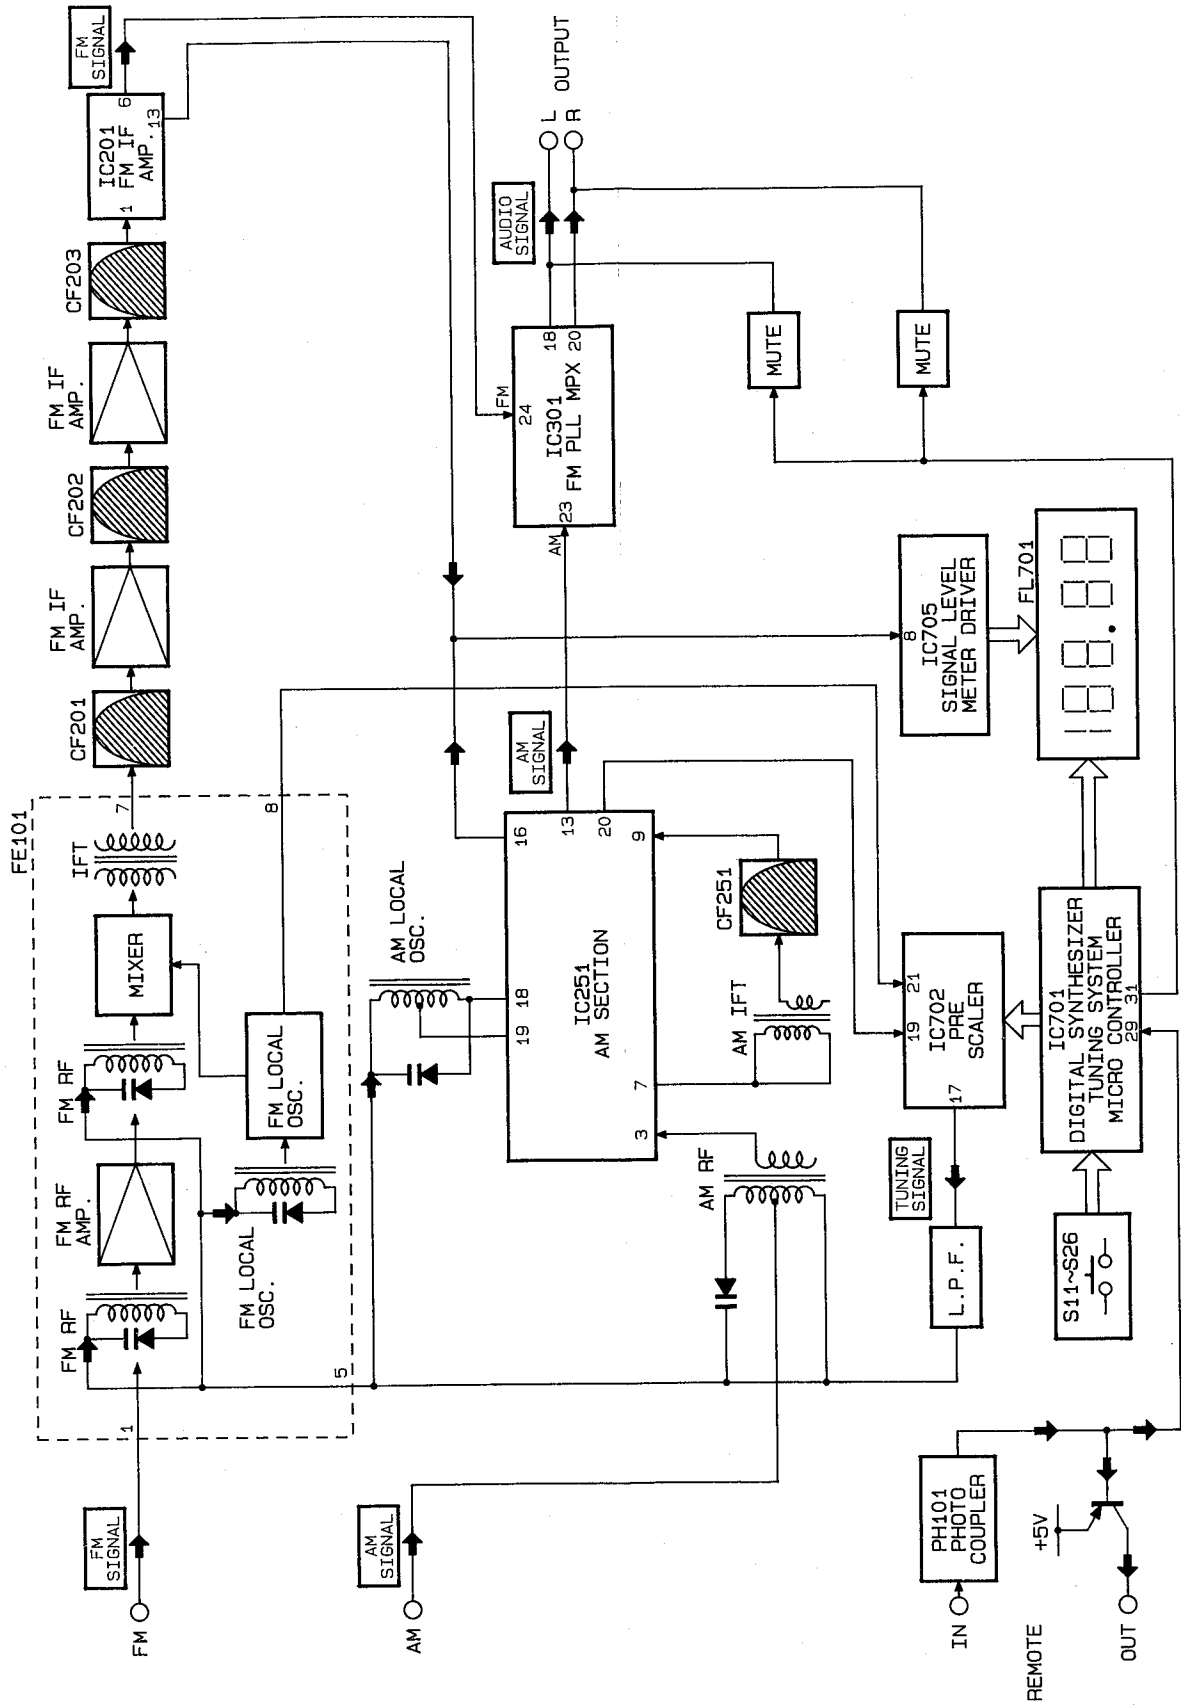 FE101
FM
SIGNAL
FM
1
FM RF
FM RF
AMP.
FM RF
MIXER
IFT
7
CF201
FM IF
AMP.
CF202
FM IF
AMP.
CF203
1
IC201
FM IF
AMP.
6
13
FM
SIGNAL
5
FM LOCAL
OSC.
FM LOCAL
OSC.
8
AM
SIGNAL
AM
AM LOCAL
OSC.
19
18
16
IC251
AM SECTION
13
20
3
7
9
AM
SIGNAL
AM RF
AM IFT
CF251
AM
23
FM
24
IC301
FM PLL MPX
18
20
AUDIO
SIGNAL
L
R
OUTPUT
MUTE
MUTE
TUNING
SIGNAL
L.P.F.
17
19
21
IC702
PRE
SCALER
8
IC705
SIGNAL LEVEL
METER DRIVER
FL701
188.88
S11~S26
IC701
DIGITAL SYNTHESIZER
TUNING SYSTEM
MICRO CONTROLLER
29
31
REMOTE
IN
PH101
PHOTO
COUPLER
+5V
OUT